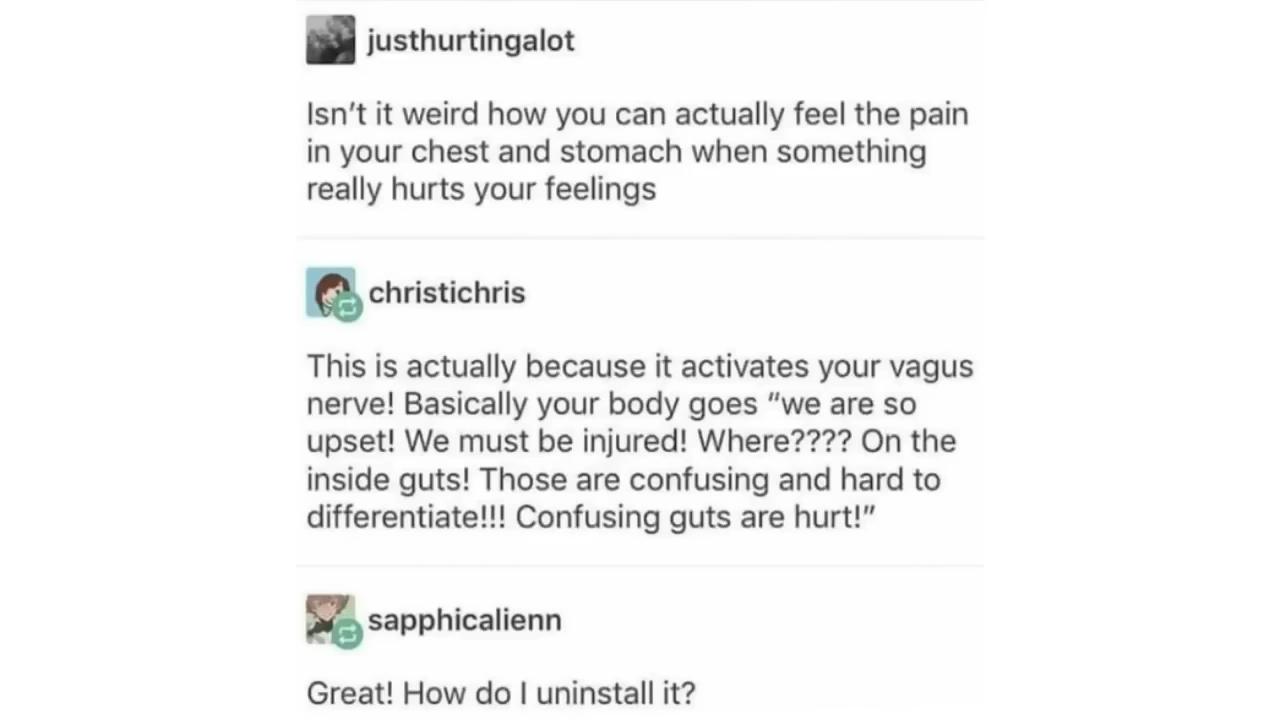 justhurtingalot
Isn't it weird how you can actually feel the pain
in your chest and stomach when something
really hurts your feelings
christichris
This is actually because it activates your vagus
nerve! Basically your body goes “we are so
upset! We must be injured! Where???? On the
inside guts! Those are confusing and hard to
differentiate!!! Confusing guts are hurt!”
sapphicalienn
Great! How do I uninstall it?